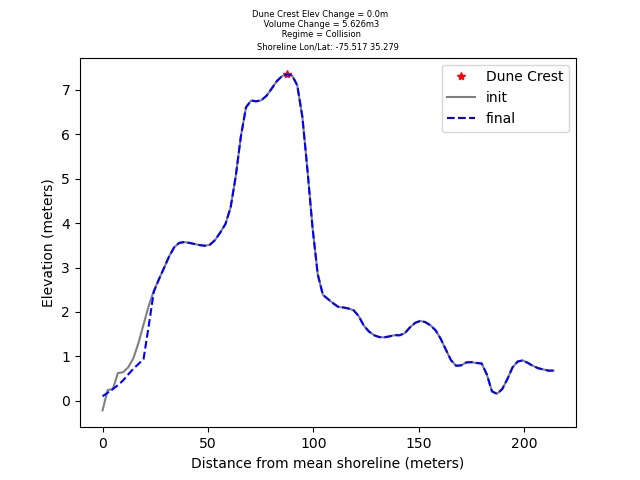 Dune Crest Elev Change = 0.0m
Volume Change = 5.626m3
Regime = Collision
Shoreline Lon/Lat: -75.517 35.279
Dune Crest
init
final
7
6
5
4
3
2
1
0
Elevation (meters)
0 50 100 150 200
Distance from mean shoreline (meters)